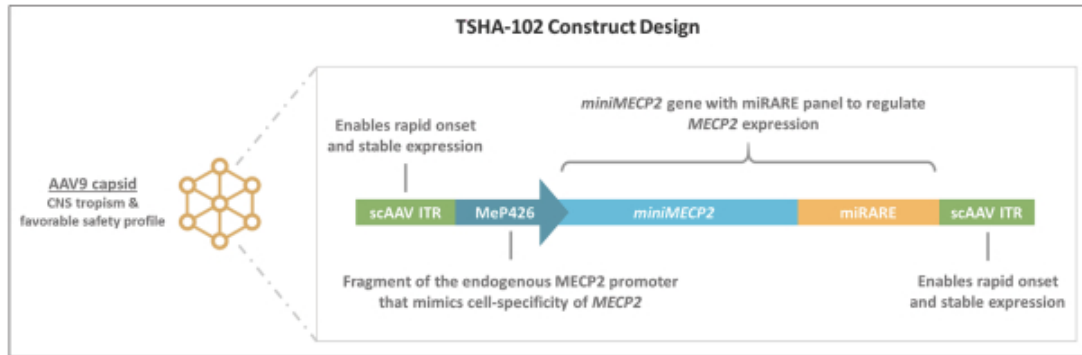 TSHA-102 Construct Design
miniMECP2 gene with miRARE panel to regulate
MECP2 expression
Enables rapid onset
and stable expression
AAV9 capsid
CNS tropism &
favorable safety profile
scAAV ITR
MeP426
miniMECP2
miRARE
scAAV ITR
Fragment of the endogenous MECP2 promoter
that mimics cell-specificity of MECP2
Enables rapid onset
and stable expression